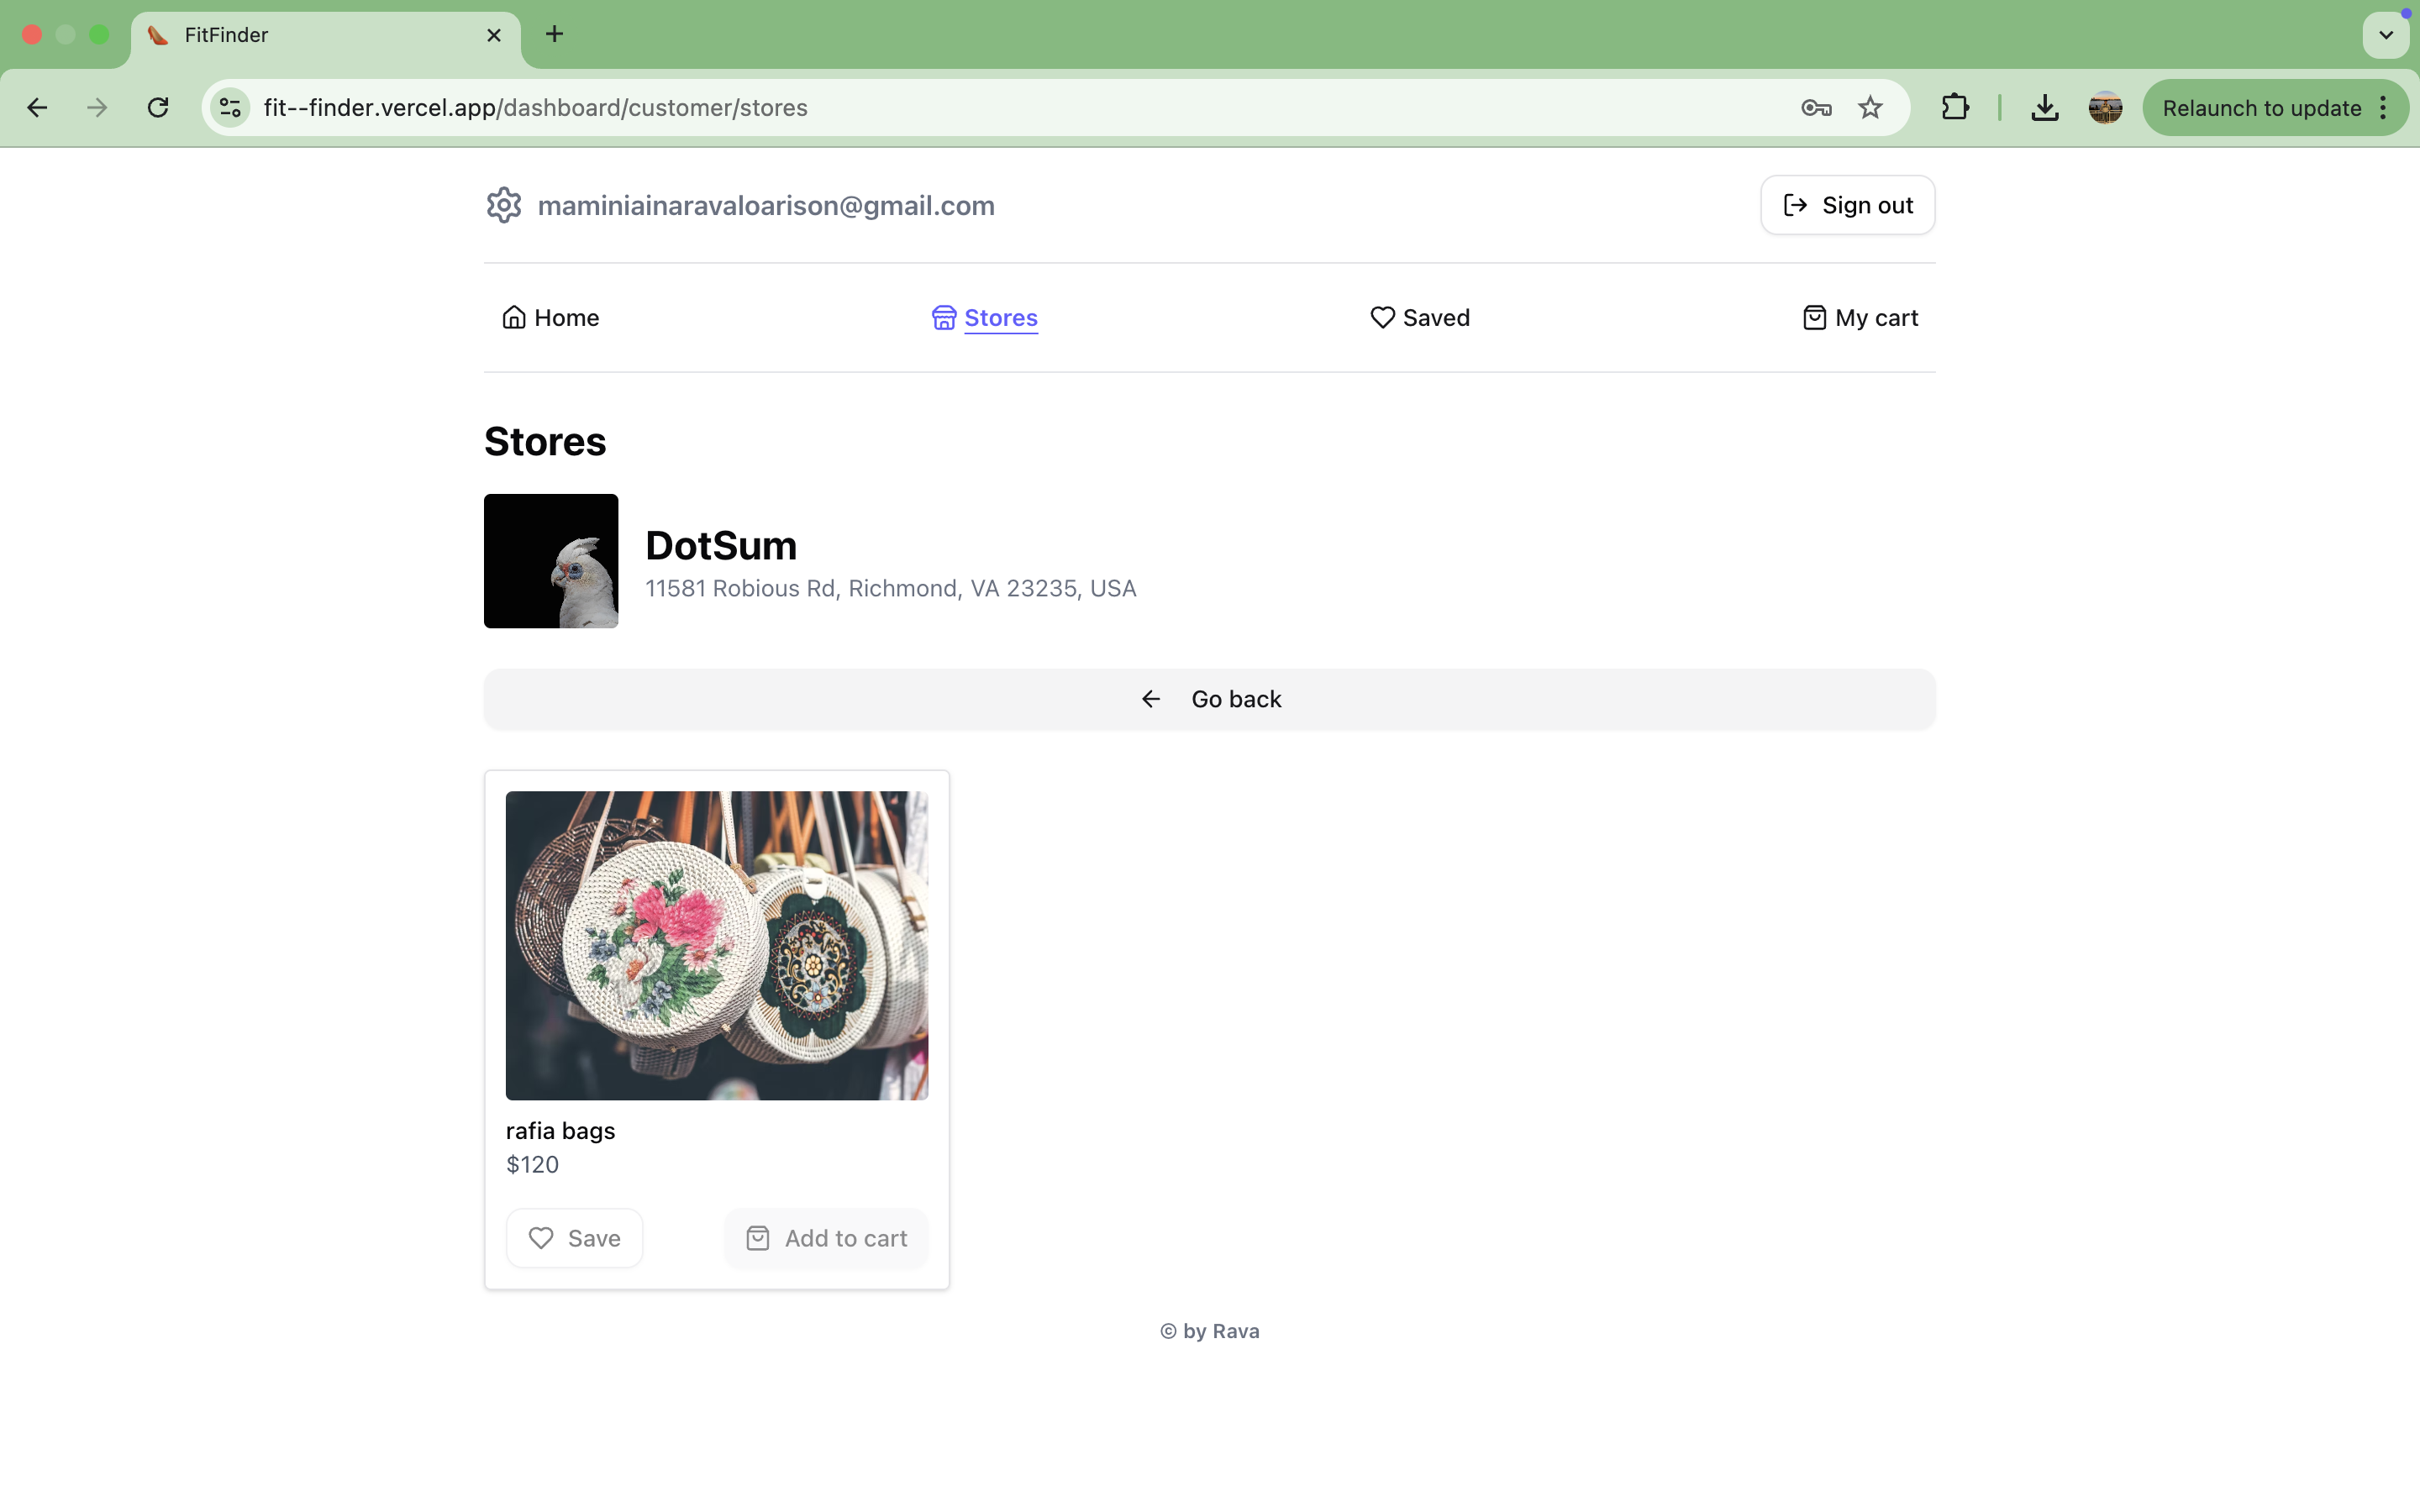 FitFinder
fit--finder.vercel.app/dashboard/customer/stores
Relaunch to update
maminiainaravaloarison@gmail.com
Sign out
Home
Stores
Saved
My cart
Stores
DotSum
11581 Robious Rd, Richmond, VA 23235, USA
Go back
rafia bags
$120
Save
Add to cart
© by Rava